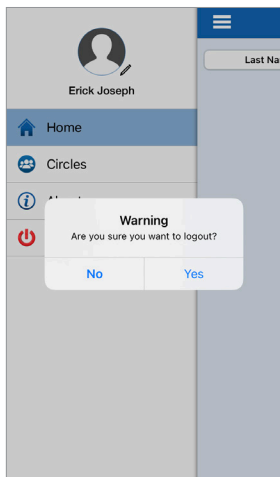 Erick Joseph
Last Na
Home
Circles
Warning
Are you sure you want to logout?
No
Yes